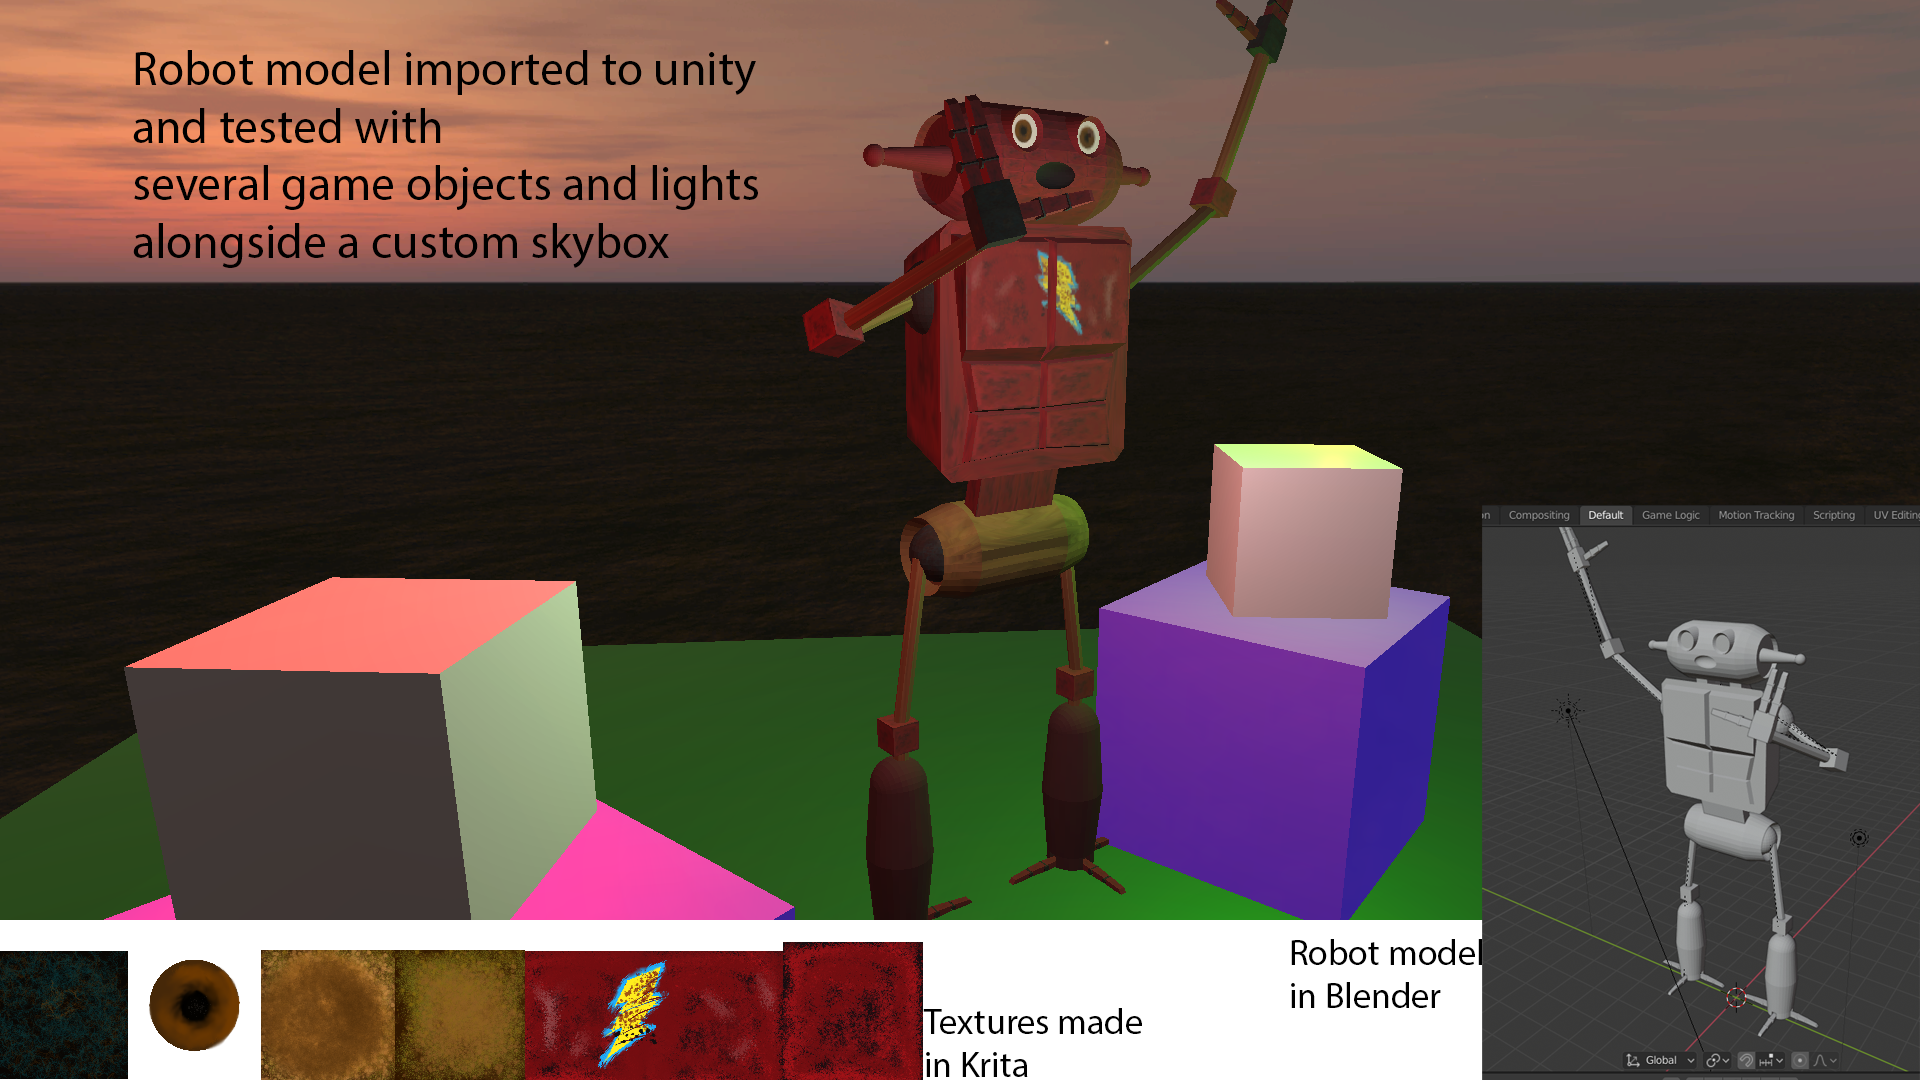 Robot model imported to unity
and tested with
several game objects and lights
alongside a custom skybox
Compositing Default Game Logic Motion Tracking Scripting UV Editing
Robot model
in Blender
Textures made
in Krita
Global